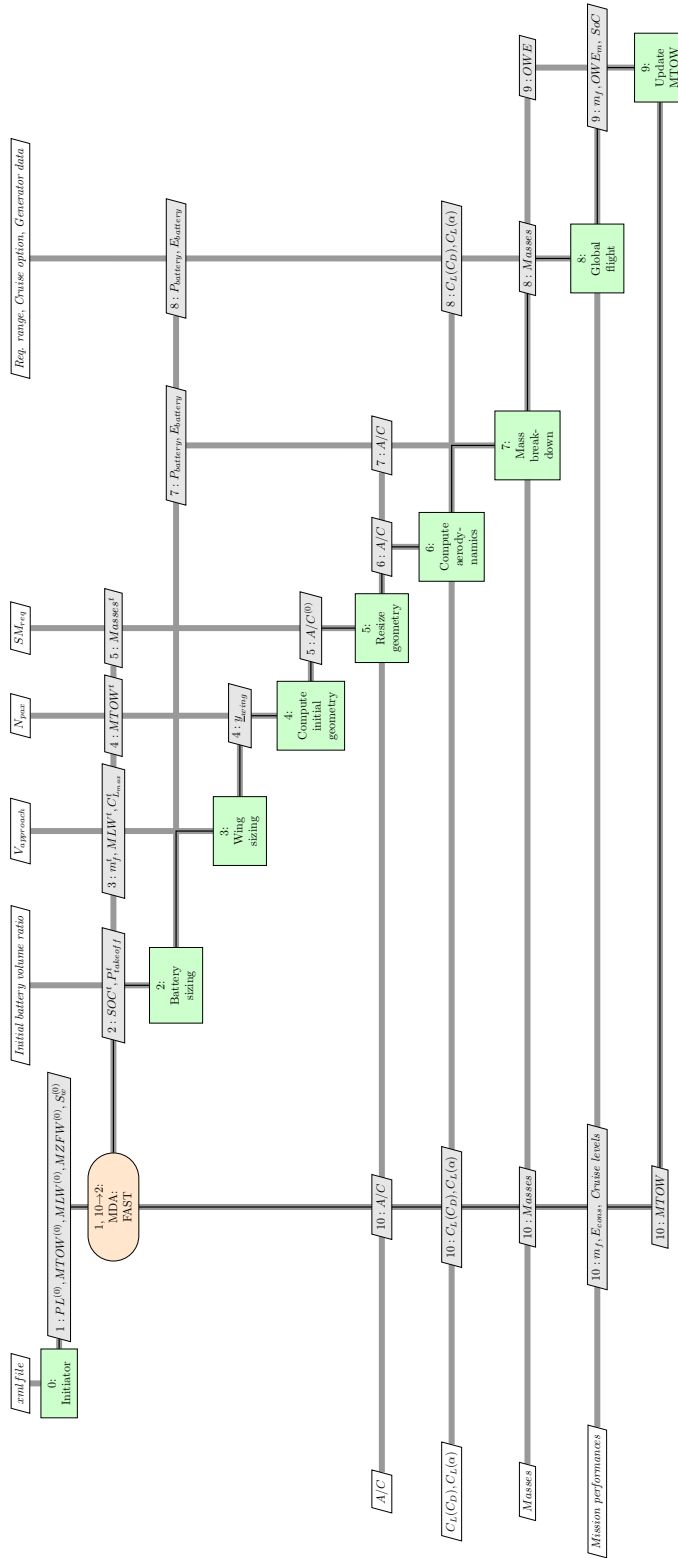 xmlfile
Initial battery volume ratio
V_approach
N_pax
SM_req
Req. range, Cruise option, Generator data
0:
Initiator
1 : PL^(0), MTOW^(0), MLW^(0), MZFW^(0), S_w^(0)
1, 10→2:
MDA:
FAST
2 : SOC^t, P^t_takeoff
3 : m_f^t, MLW^t, C^t_Lmax
4 : MTOW^t
5 : Masses^t
2:
Battery
sizing
7 : P_battery, E_battery
8 : P_battery, E_battery
3:
Wing
sizing
4 : y_wing
4:
Compute
initial
geometry
5 : A/C^(0)
A/C
10 : A/C
5:
Resize
geometry
6 : A/C
7 : A/C
C_L(C_D), C_L(α)
10 : C_L(C_D), C_L(α)
6:
Compute
aerody-
namics
8 : C_L(C_D), C_L(α)
Masses
10 : Masses
7:
Mass
break-
down
8 : Masses
9 : OWE
Mission performances
10 : m_f, E_cons, Cruise levels
8:
Global
flight
9 : m_f, OWE_m, SoC
10 : MTOW
9:
Update
MTOW